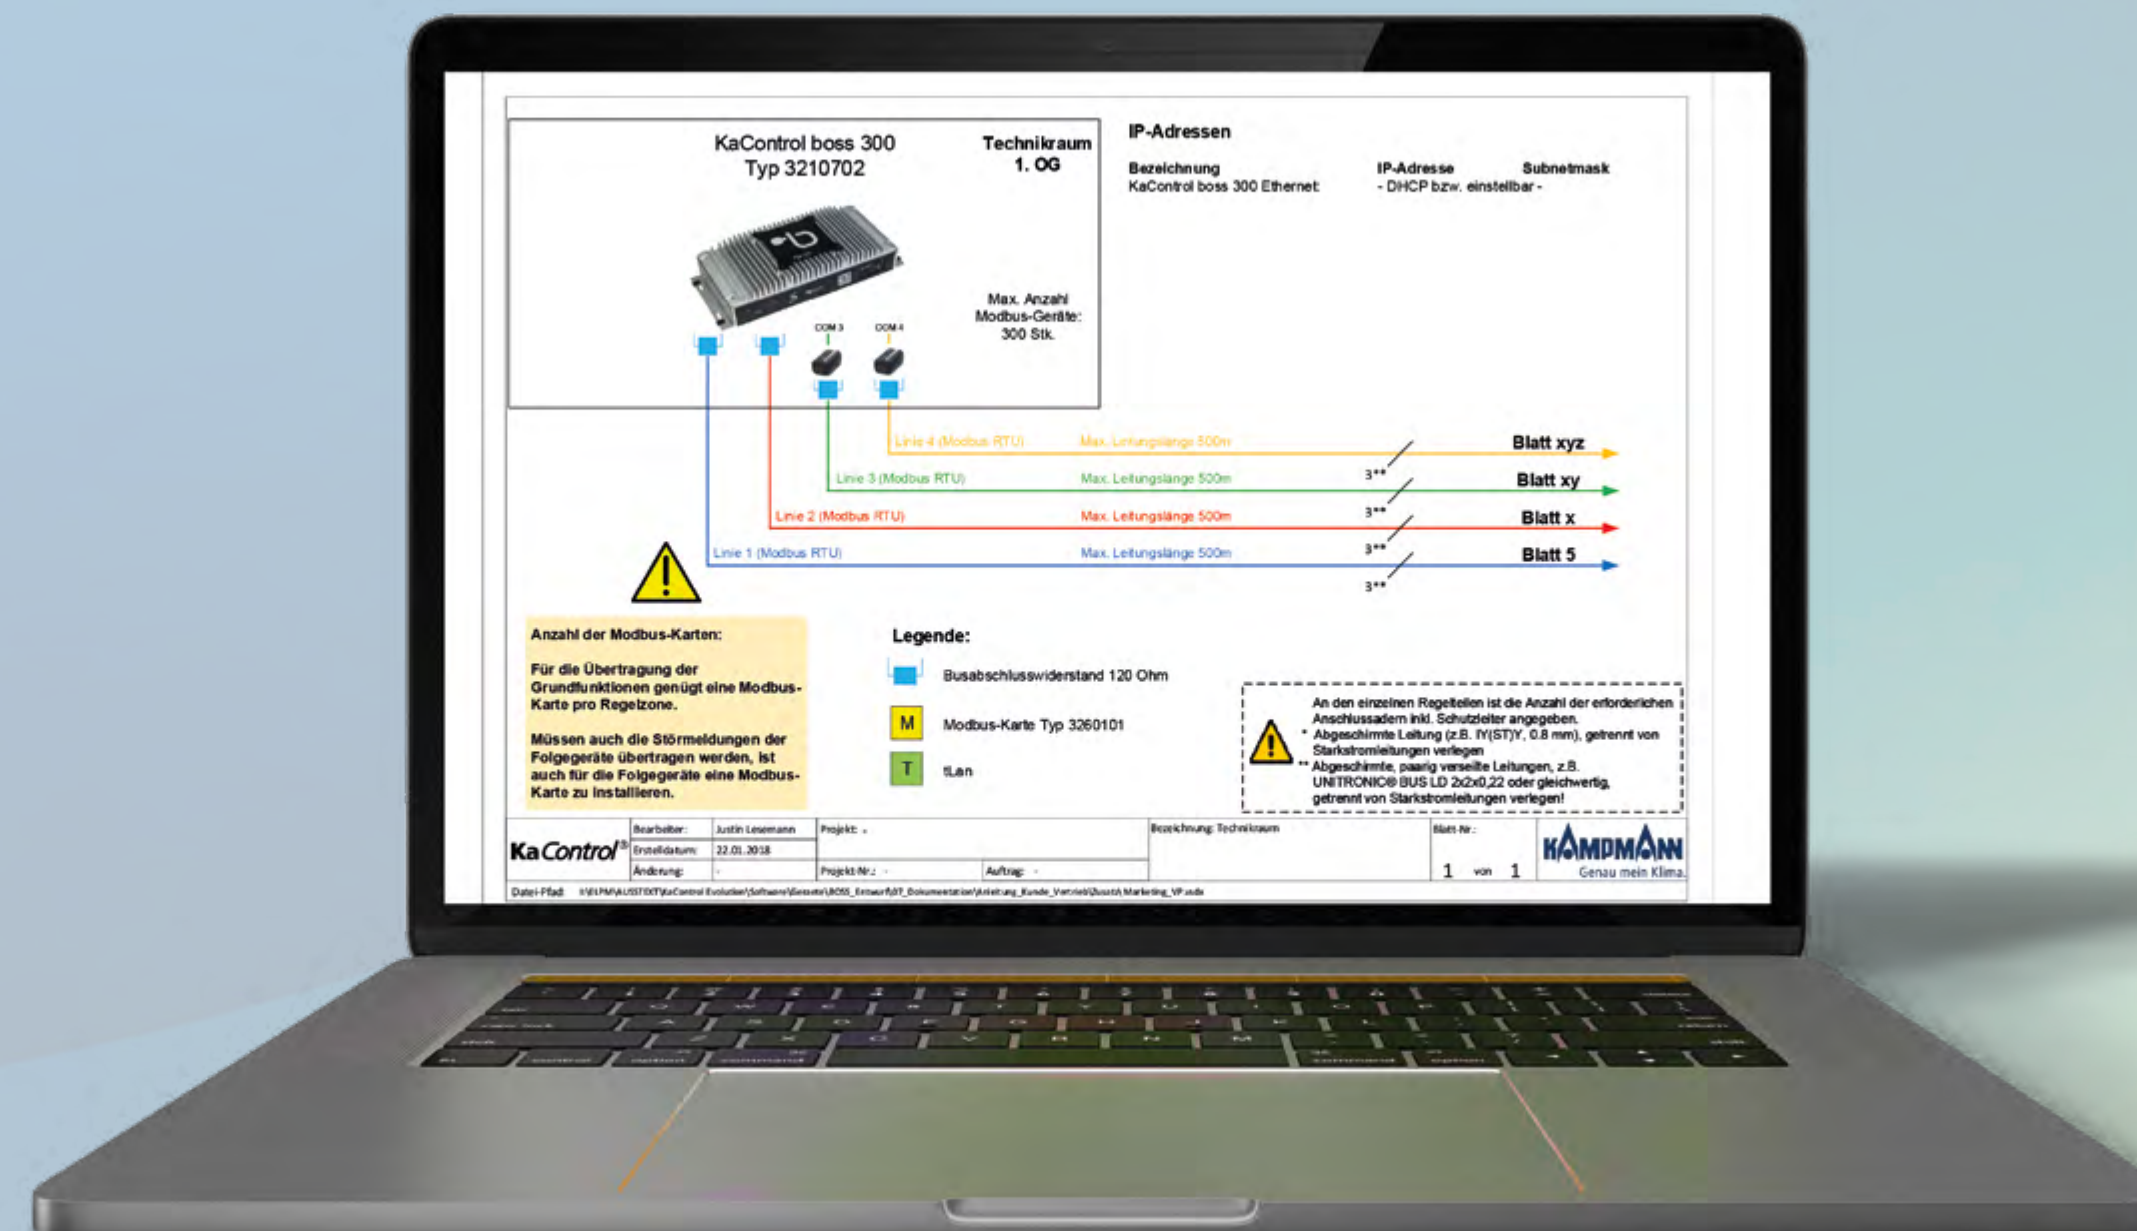 KaControl boss 300
Typ 3210702
Technikraum
1. OG
Max. Anzahl
Modbus-Geräte:
300 Stk.
COM 3
COM 4
IP-Adressen
Bezeichnung IP-Adresse Subnetmask
KaControl boss 300 Ethernet: - DHCP bzw. einstellbar -
Linie 4 (Modbus RTU) Max. Leitungslänge 500m Blatt xyz
3**
Linie 3 (Modbus RTU) Max. Leitungslänge 500m Blatt xy
3**
Linie 2 (Modbus RTU) Max. Leitungslänge 500m Blatt x
3**
Linie 1 (Modbus RTU) Max. Leitungslänge 500m Blatt 5
3**
Anzahl der Modbus-Karten:
Für die Übertragung der
Grundfunktionen genügt eine Modbus-
Karte pro Regelzone.
Müssen auch die Störmeldungen der
Folgegeräte übertragen werden, ist
auch für die Folgegeräte eine Modbus-
Karte zu installieren.
Legende:
Busabschlusswiderstand 120 Ohm
M Modbus-Karte Typ 3260101
T tLan
An den einzelnen Regelteilen ist die Anzahl der erforderlichen
Anschlussadern inkl. Schutzleiter angegeben.
* Abgeschirmte Leitung (z.B. IY(ST)Y, 0.8 mm), getrennt von
Starkstromleitungen verlegen
** Abgeschirmte, paarig verseilte Leitungen, z.B.
UNITRONIC® BUS LD 2x2x0,22 oder gleichwertig,
getrennt von Starkstromleitungen verlegen!
KaControl®
Bearbeiter: Justin Lesemann
Erstelldatum: 22.01.2018
Änderung: -
Projekt: -
Projekt-Nr.: - Auftrag: -
Bezeichnung: Technikraum
Blatt-Nr.:
1 von 1
KAMPMANN
Genau mein Klima.
Datei-Pfad: